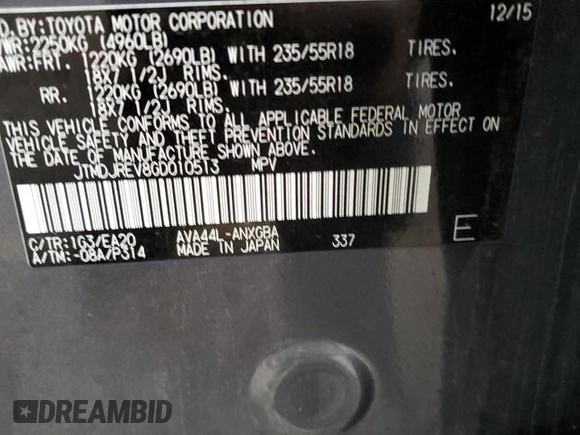 D. BY: TOYOTA MOTOR CORPORATION 12/15
WR: 2250KG (4960LB)
AWR: FRT. 1220KG (2690LB) WITH 235/55R18 TIRES.
18X7 1/2J RIMS.
RR. 1220KG (2690LB) WITH 235/55R18 TIRES.
18X7 1/2J RIMS.
THIS VEHICLE CONFORMS TO ALL APPLICABLE FEDERAL MOTOR
VEHICLE SAFETY AND THEFT PREVENTION STANDARDS IN EFFECT ON
THE DATE OF MANUFACTURE SHOWN ABOVE.
JTMDJREV8GD010513 MPV
C/TR: 1G3/EA20 AVA44L-ANXGBA
A/TM: -08A/P314 MADE IN JAPAN 337 E
DREAMBID